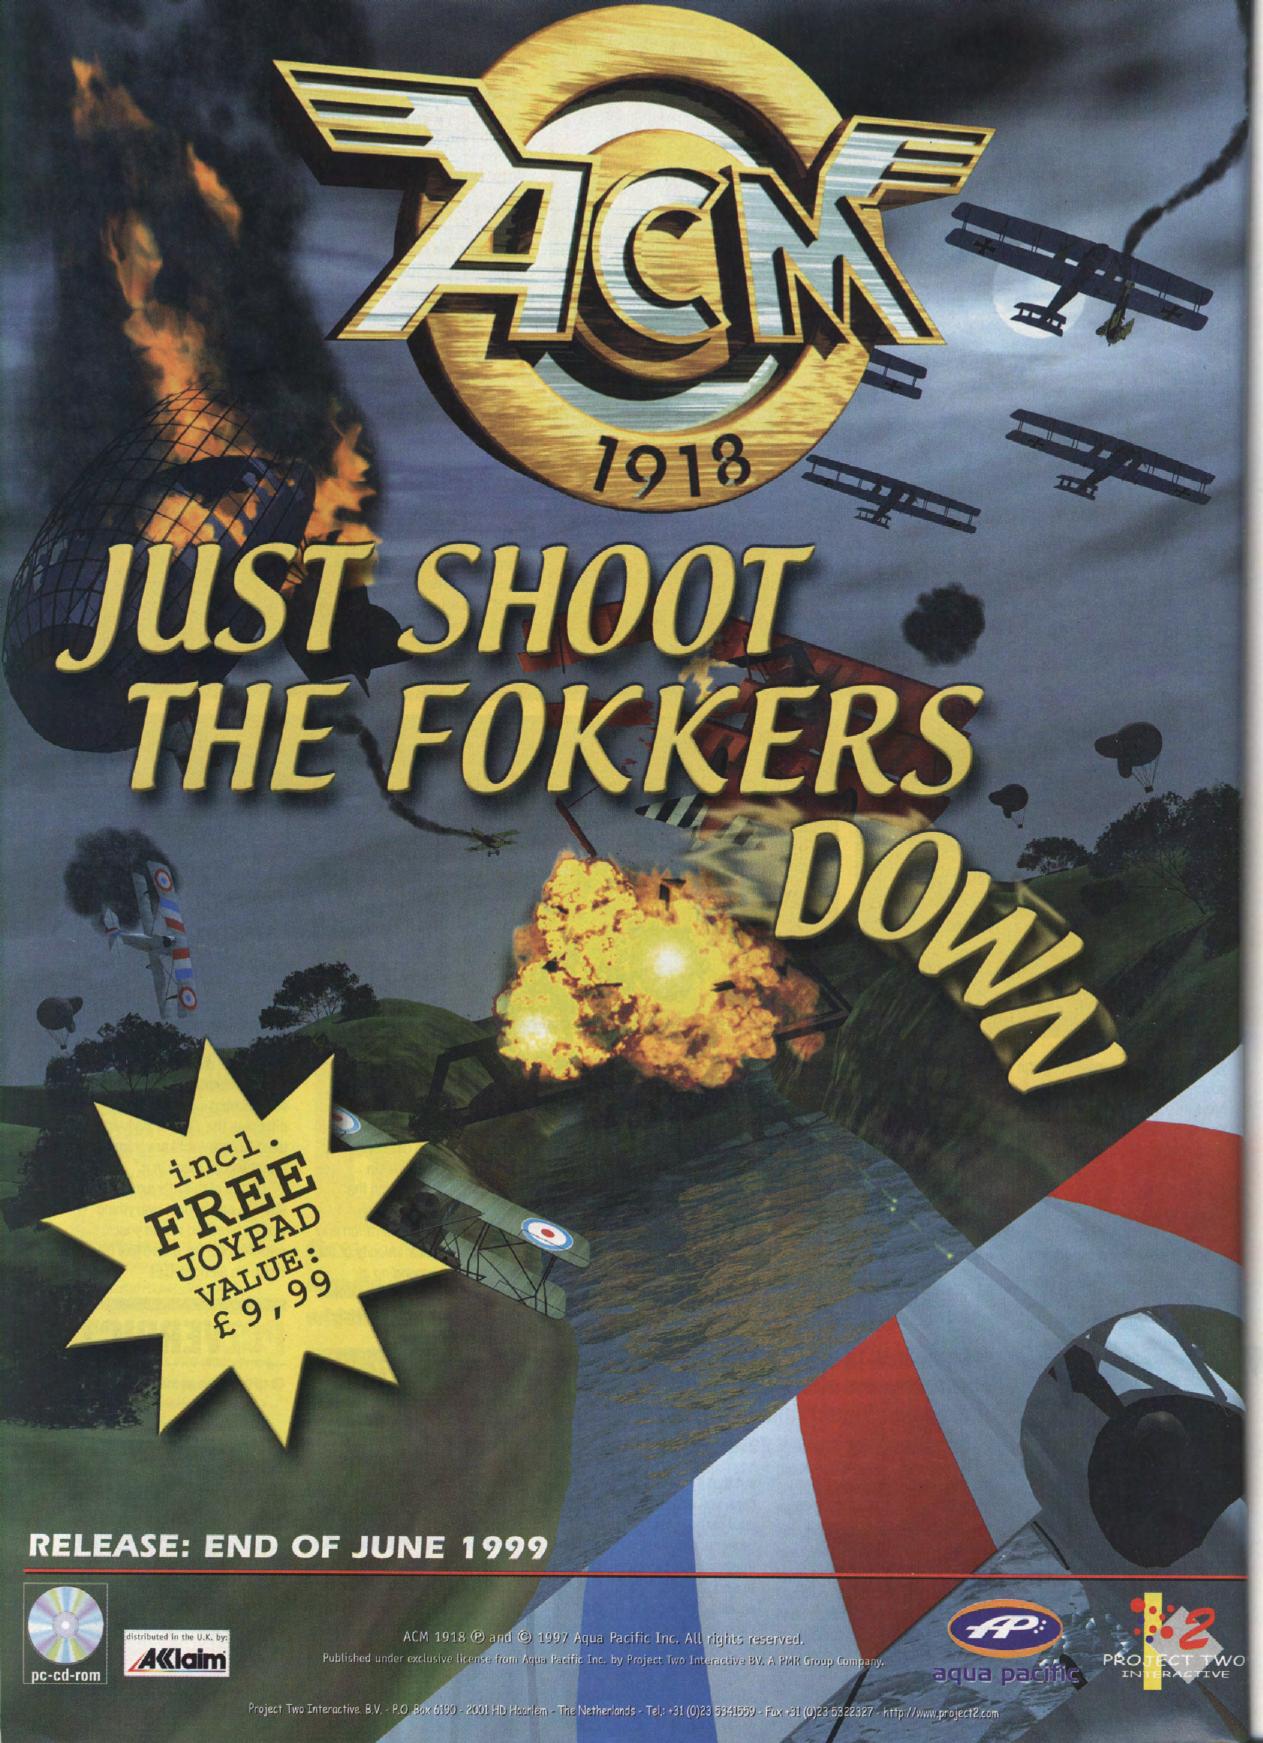 ACM
1918
JUST SHOOT
THE FOKKERS
DOWN
incl.
FREE
JOYPAD
VALUE:
£9,99
RELEASE: END OF JUNE 1999
pc-cd-rom
distributed in the U.K. by:
AKklaim
ACM 1918 Ⓟ and © 1997 Aqua Pacific Inc. All rights reserved.
Published under exclusive license from Aqua Pacific Inc. by Project Two Interactive BV. A PMR Group Company.
AP
aqua pacific
2
PROJECT TWO
INTERACTIVE
Project Two Interactive. B.V. - P.O. Box 6190 - 2001 HD Haarlem - The Netherlands - Tel.: +31 (0)23 5341559 - Fax +31 (0)23 5322327 - http://www.project2.com